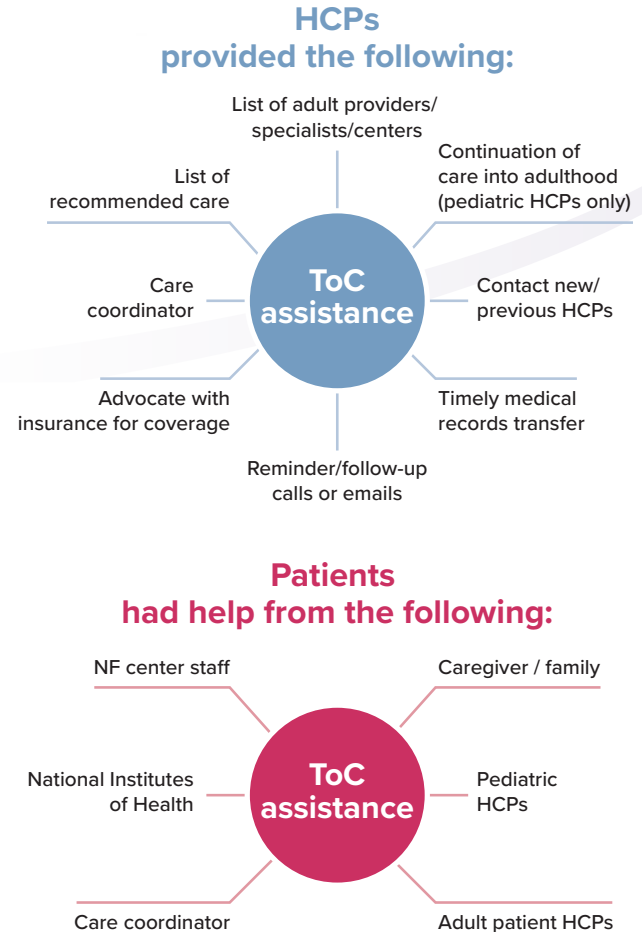 HCPs
provided the following:
List of adult providers/
specialists/centers
Continuation of
care into adulthood
(pediatric HCPs only)
List of
recommended care
ToC
assistance
Care
coordinator
Contact new/
previous HCPs
Advocate with
insurance for coverage
Timely medical
records transfer
Reminder/follow-up
calls or emails
Patients
had help from the following:
NF center staff
Caregiver / family
ToC
assistance
National Institutes
of Health
Pediatric
HCPs
Care coordinator
Adult patient HCPs